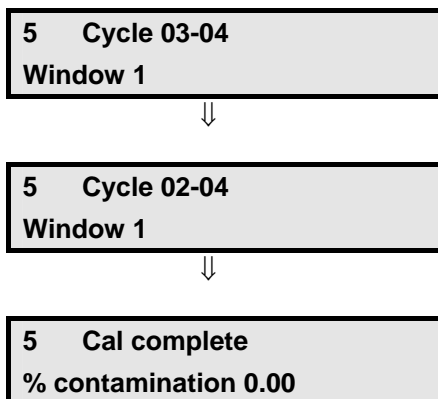 5 Cycle 03-04
Window 1
⇓
5 Cycle 02-04
Window 1
⇓
5 Cal complete
% contamination 0.00